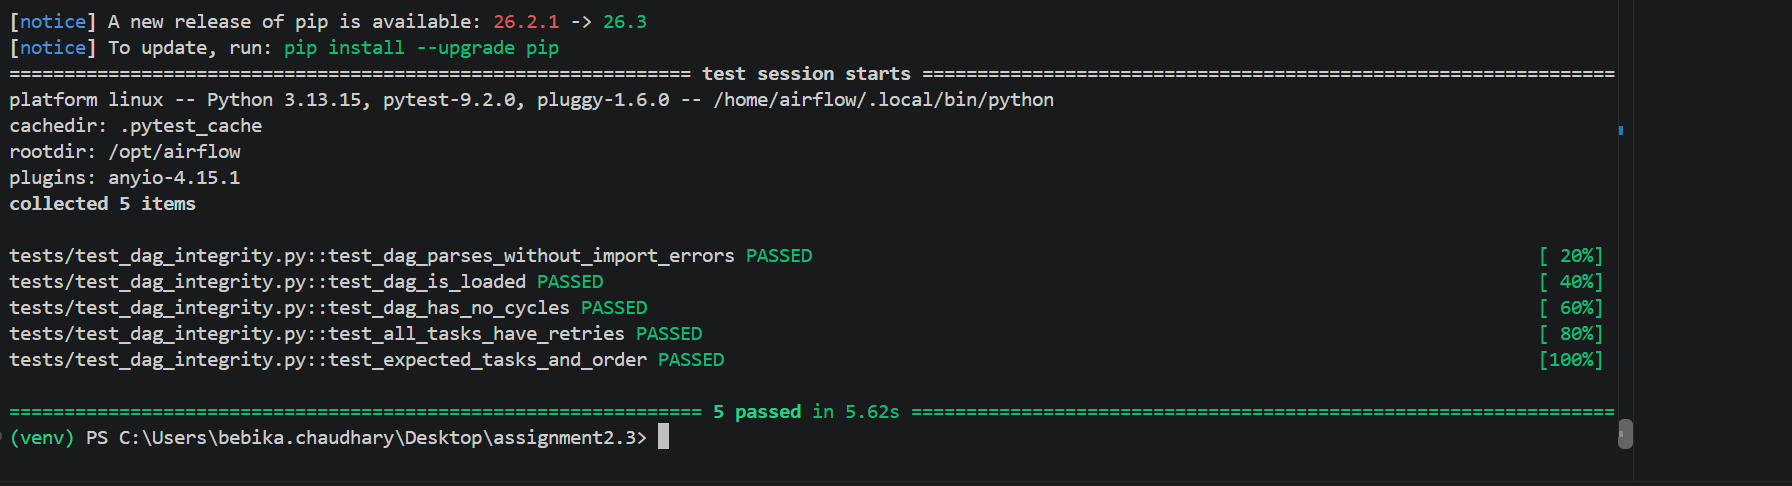 [notice] A new release of pip is available: 26.2.1 -> 26.3
[notice] To update, run: pip install --upgrade pip
============================================================== test session starts ===============================================================
platform linux -- Python 3.13.15, pytest-9.2.0, pluggy-1.6.0 -- /home/airflow/.local/bin/python
cachedir: .pytest_cache
rootdir: /opt/airflow
plugins: anyio-4.15.1
collected 5 items

tests/test_dag_integrity.py::test_dag_parses_without_import_errors PASSED [ 20%]
tests/test_dag_integrity.py::test_dag_is_loaded PASSED [ 40%]
tests/test_dag_integrity.py::test_dag_has_no_cycles PASSED [ 60%]
tests/test_dag_integrity.py::test_all_tasks_have_retries PASSED [ 80%]
tests/test_dag_integrity.py::test_expected_tasks_and_order PASSED [100%]

=============================================================== 5 passed in 5.62s ================================================================
(venv) PS C:\Users\bebika.chaudhary\Desktop\assignment2.3>